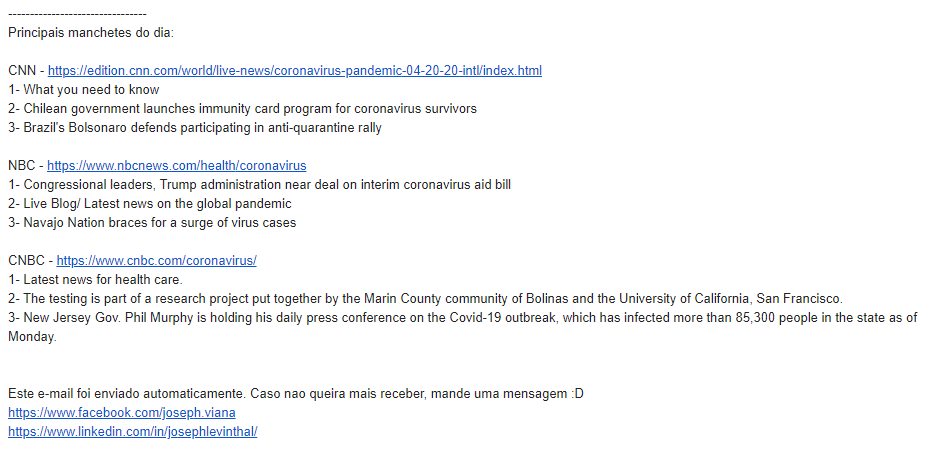 --------------------------------
Principais manchetes do dia:
CNN - https://edition.cnn.com/world/live-news/coronavirus-pandemic-04-20-20-intl/index.html
1- What you need to know
2- Chilean government launches immunity card program for coronavirus survivors
3- Brazil's Bolsonaro defends participating in anti-quarantine rally
NBC - https://www.nbcnews.com/health/coronavirus
1- Congressional leaders, Trump administration near deal on interim coronavirus aid bill
2- Live Blog/ Latest news on the global pandemic
3- Navajo Nation braces for a surge of virus cases
CNBC - https://www.cnbc.com/coronavirus/
1- Latest news for health care.
2- The testing is part of a research project put together by the Marin County community of Bolinas and the University of California, San Francisco.
3- New Jersey Gov. Phil Murphy is holding his daily press conference on the Covid-19 outbreak, which has infected more than 85,300 people in the state as of
Monday.
Este e-mail foi enviado automaticamente. Caso nao queira mais receber, mande uma mensagem :D
https://www.facebook.com/joseph.viana
https://www.linkedin.com/in/josephlevinthal/